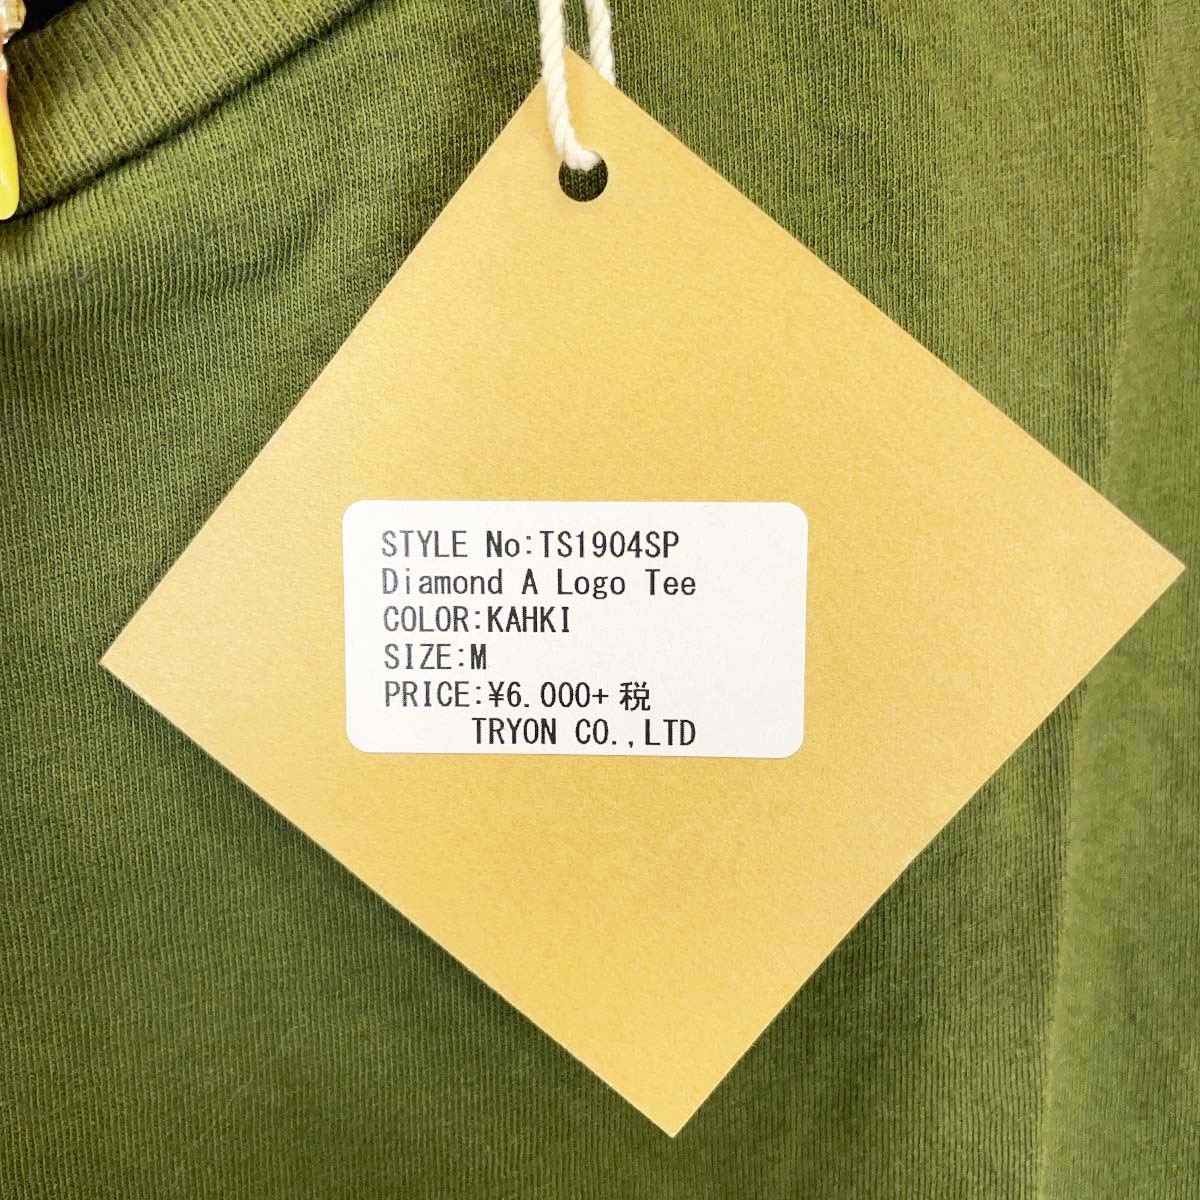 STYLE No:TS1904SP
Diamond A Logo Tee
COLOR:KAHKI
SIZE:M
PRICE:¥6.000+税
TRYON CO.,LTD